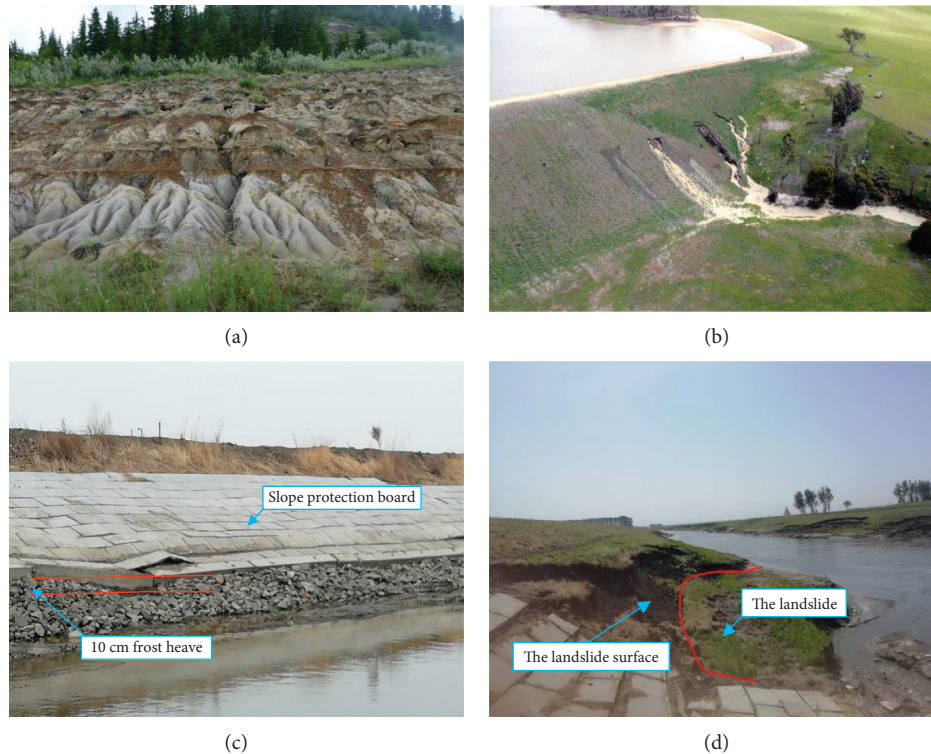 (a)
(b)
Slope protection board
10 cm frost heave
(c)
The landslide
The landslide surface
(d)